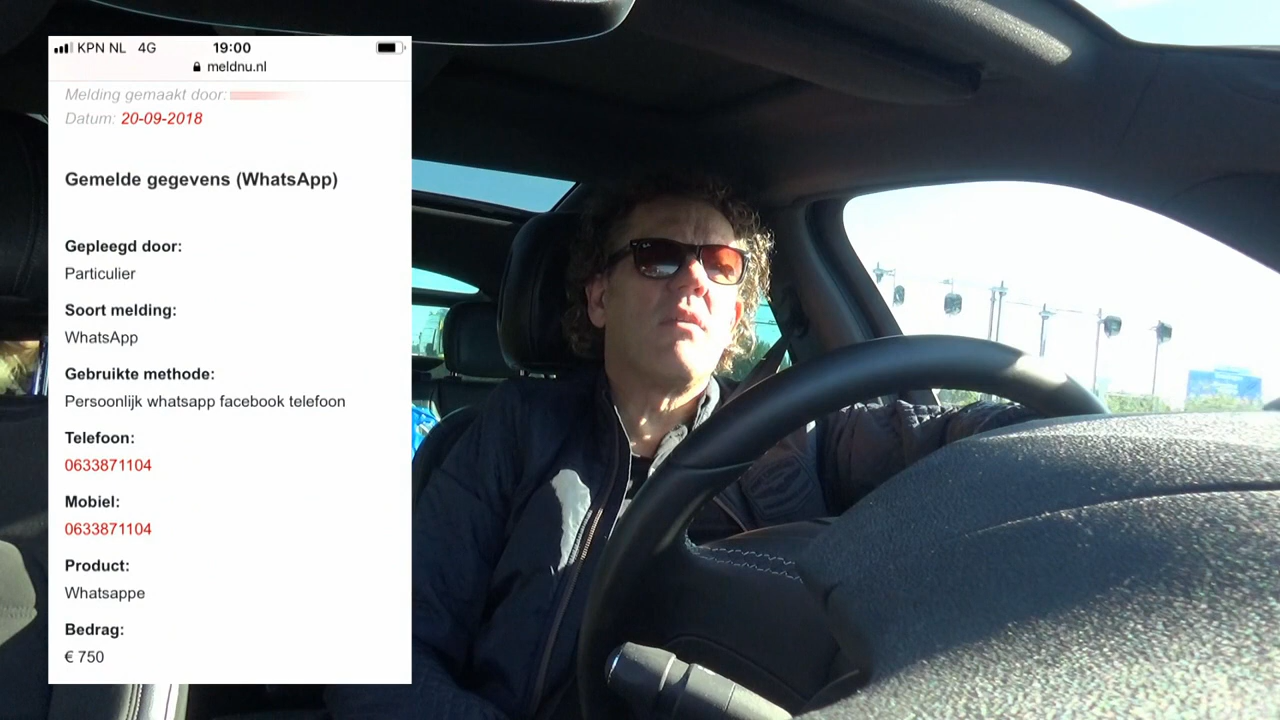 KPN NL 4G 19:00
meldnu.nl
Melding gemaakt door:
Datum: 20-09-2018
Gemelde gegevens (WhatsApp)
Gepleegd door:
Particulier
Soort melding:
WhatsApp
Gebruikte methode:
Persoonlijk whatsapp facebook telefoon
Telefoon:
0633871104
Mobiel:
0633871104
Product:
Whatsappe
Bedrag:
€ 750